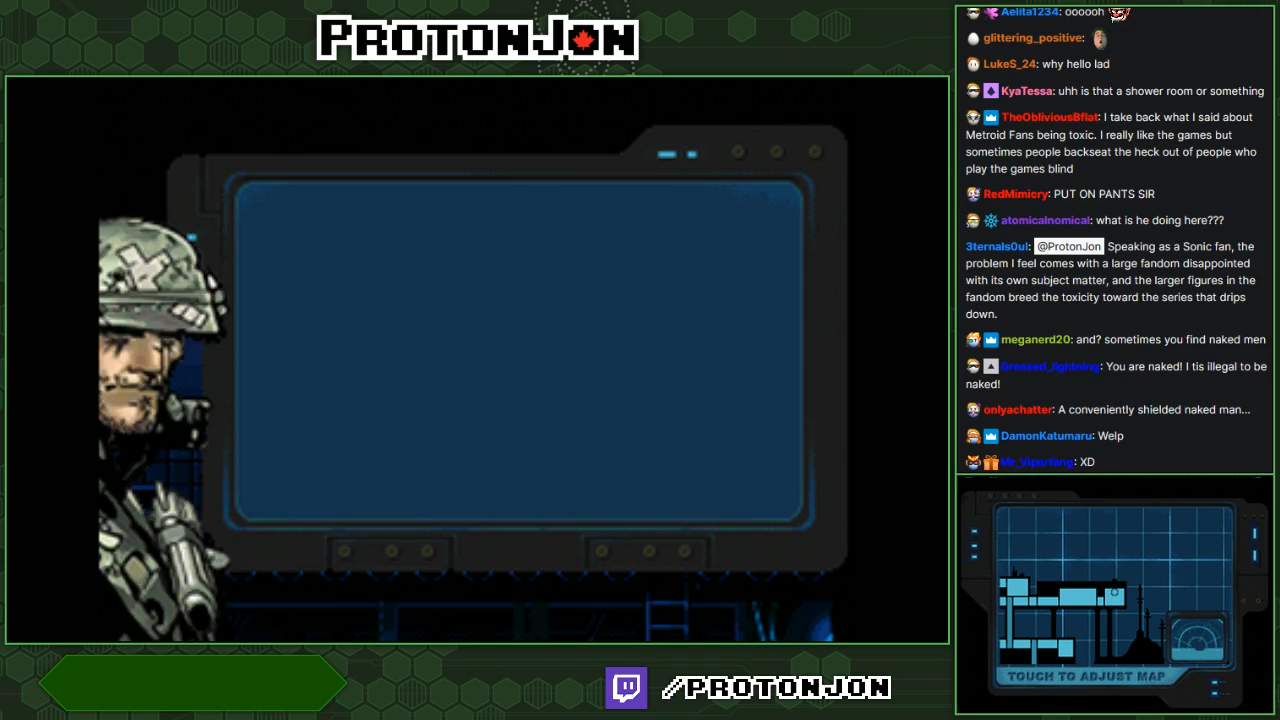 PROTONJON
Aelita1234: oooooh
glittering_positive:
LukeS_24: why hello lad
KyaTessa: uhh is that a shower room or something
TheObliviousBflat: I take back what I said about
Metroid Fans being toxic. I really like the games but
sometimes people backseat the heck out of people who
play the games blind
RedMimicry: PUT ON PANTS SIR
atomicalnomical: what is he doing here???
3ternals0ul: @ProtonJon Speaking as a Sonic fan, the
problem I feel comes with a large fandom disappointed
with its own subject matter, and the larger figures in the
fandom breed the toxicity toward the series that drips
down.
meganerd20: and? sometimes you find naked men
Greased_lightning: You are naked! I tis illegal to be
naked!
onlyachatter: A conveniently shielded naked man...
DamonKatumaru: Welp
Mr_Viperfang: XD
TOUCH TO ADJUST MAP
/PROTONJON